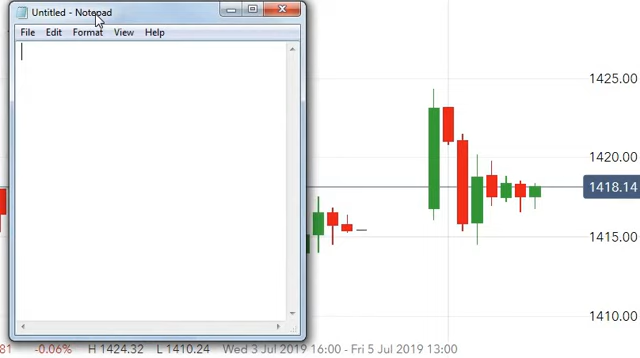 Untitled - Notepad
File Edit Format View Help
1425.00
1420.00
1418.14
1415.00
1410.00
81 -0.06% H 1424.32 L 1410.24 Wed 3 Jul 2019 16:00 - Fri 5 Jul 2019 13:00